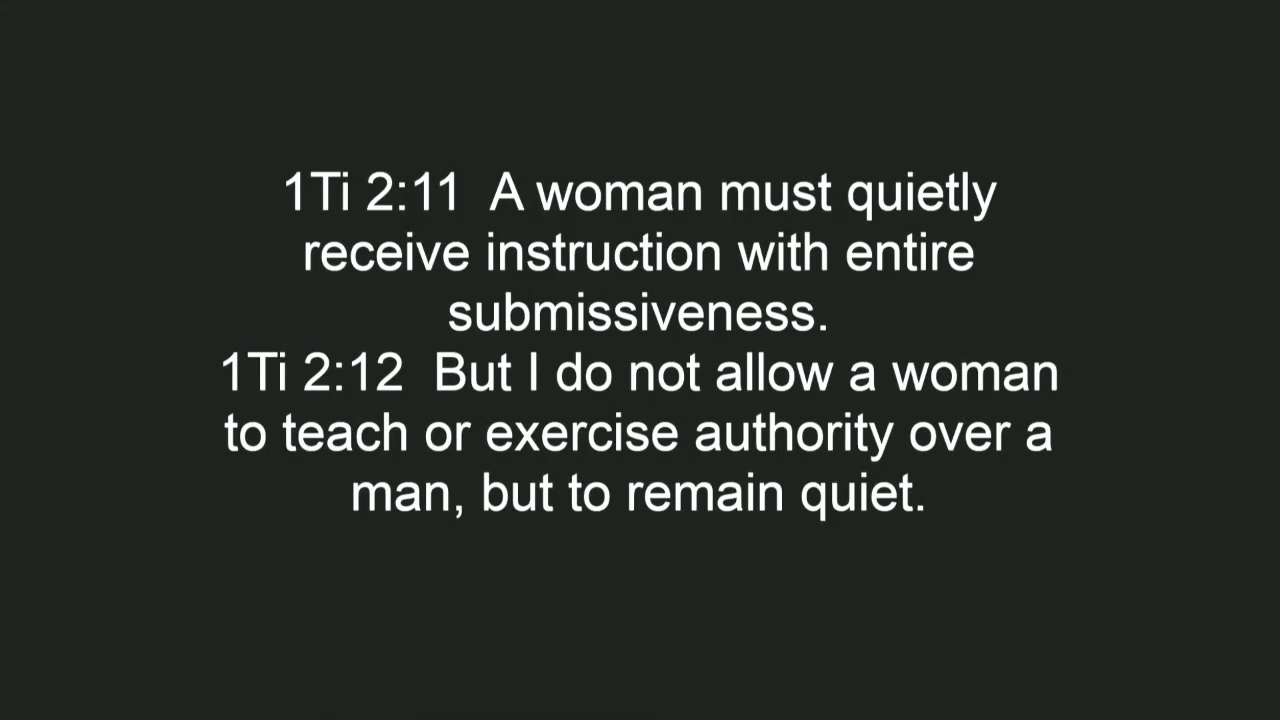 1Ti 2:11  A woman must quietly
receive instruction with entire
submissiveness.
1Ti 2:12  But I do not allow a woman
to teach or exercise authority over a
man, but to remain quiet.